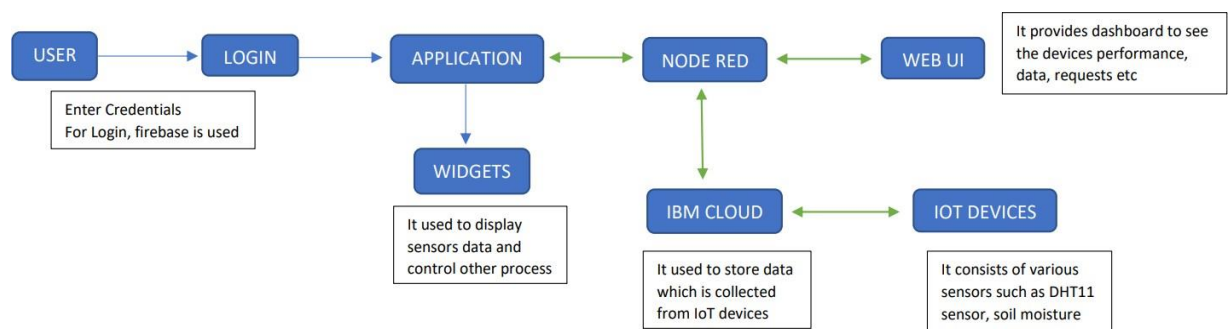 USER
LOGIN
APPLICATION
NODE RED
WEB UI
It provides dashboard to see
the devices performance,
data, requests etc
Enter Credentials
For Login, firebase is used
WIDGETS
It used to display
sensors data and
control other process
IBM CLOUD
IOT DEVICES
It used to store data
which is collected
from IoT devices
It consists of various
sensors such as DHT11
sensor, soil moisture